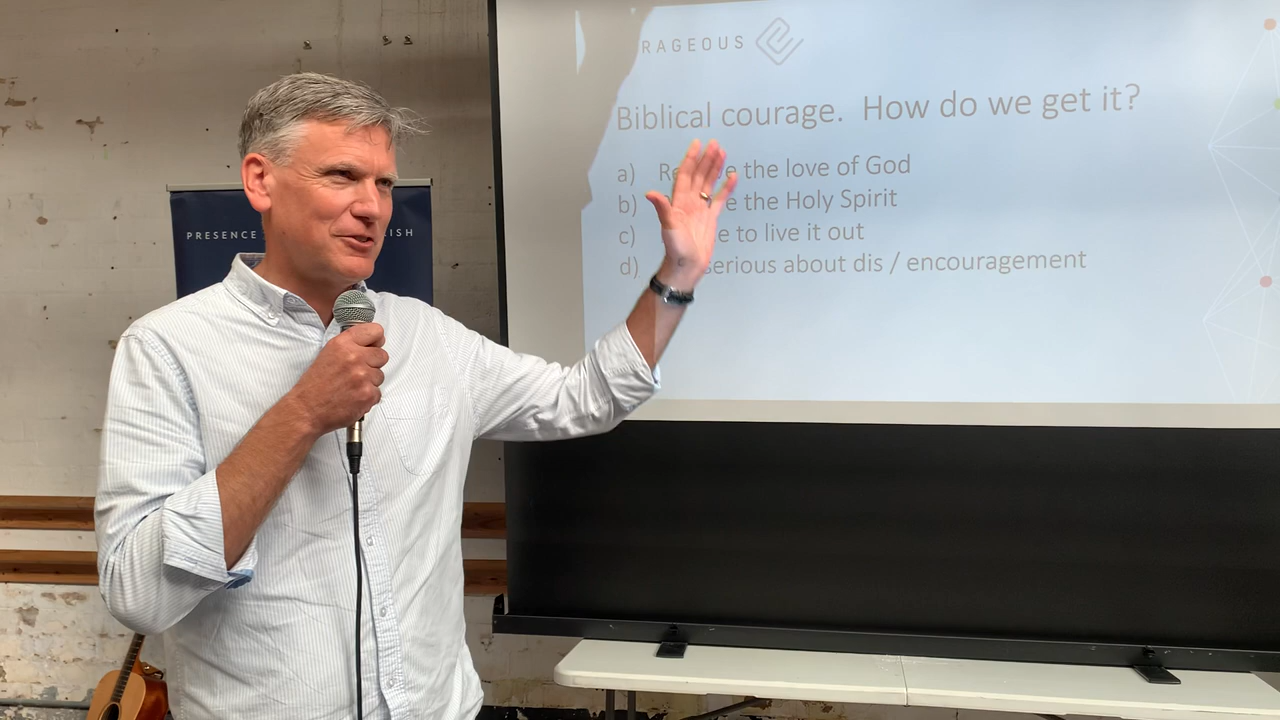 RAGEOUS
Biblical courage. How do we get it?
a) the love of God
b) the Holy Spirit
c) to live it out
d) serious about dis / encouragement
PRESENCE